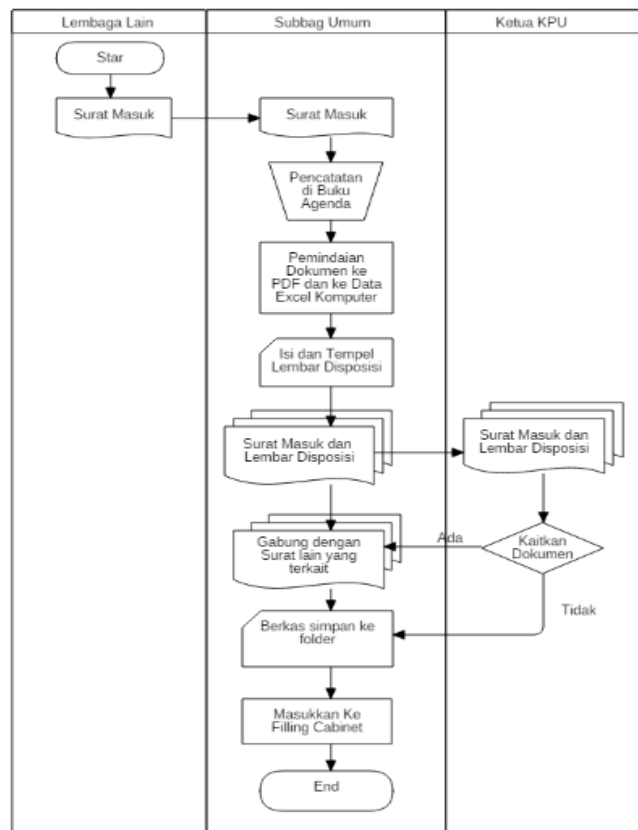 Lembaga Lain
Subbag Umum
Ketua KPU
Star
Surat Masuk
Surat Masuk
Pencatatan
di Buku
Agenda
Pemindaian
Dokumen ke
PDF dan ke Data
Excel Komputer
Isi dan Tempel
Lembar Disposisi
Surat Masuk dan
Lembar Disposisi
Surat Masuk dan
Lembar Disposisi
Kaitkan
Dokumen
Ada
Gabung dengan
Surat lain yang
terkait
Tidak
Berkas simpan ke
folder
Masukkan Ke
Filling Cabinet
End